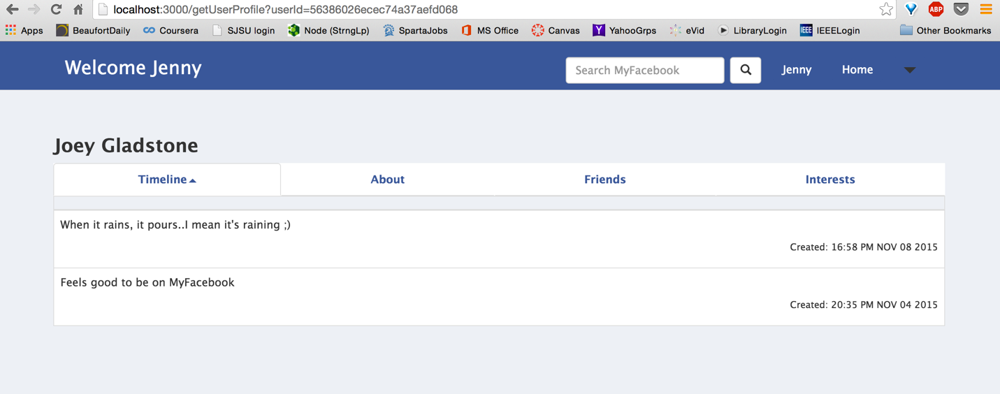 localhost:3000/getUserProfile?userId=56386026ecec74a37aefd068 ABP
Apps BeaufortDaily Coursera SJSU login Node (StrngLp) SpartaJobs MS Office Canvas YahooGrps eVid LibraryLogin IEEE IEEELogin Other Bookmarks
Welcome Jenny Search MyFacebook Jenny Home
Joey Gladstone
Timeline About Friends Interests
When it rains, it pours..I mean it's raining ;)
Created: 16:58 PM NOV 08 2015
Feels good to be on MyFacebook
Created: 20:35 PM NOV 04 2015